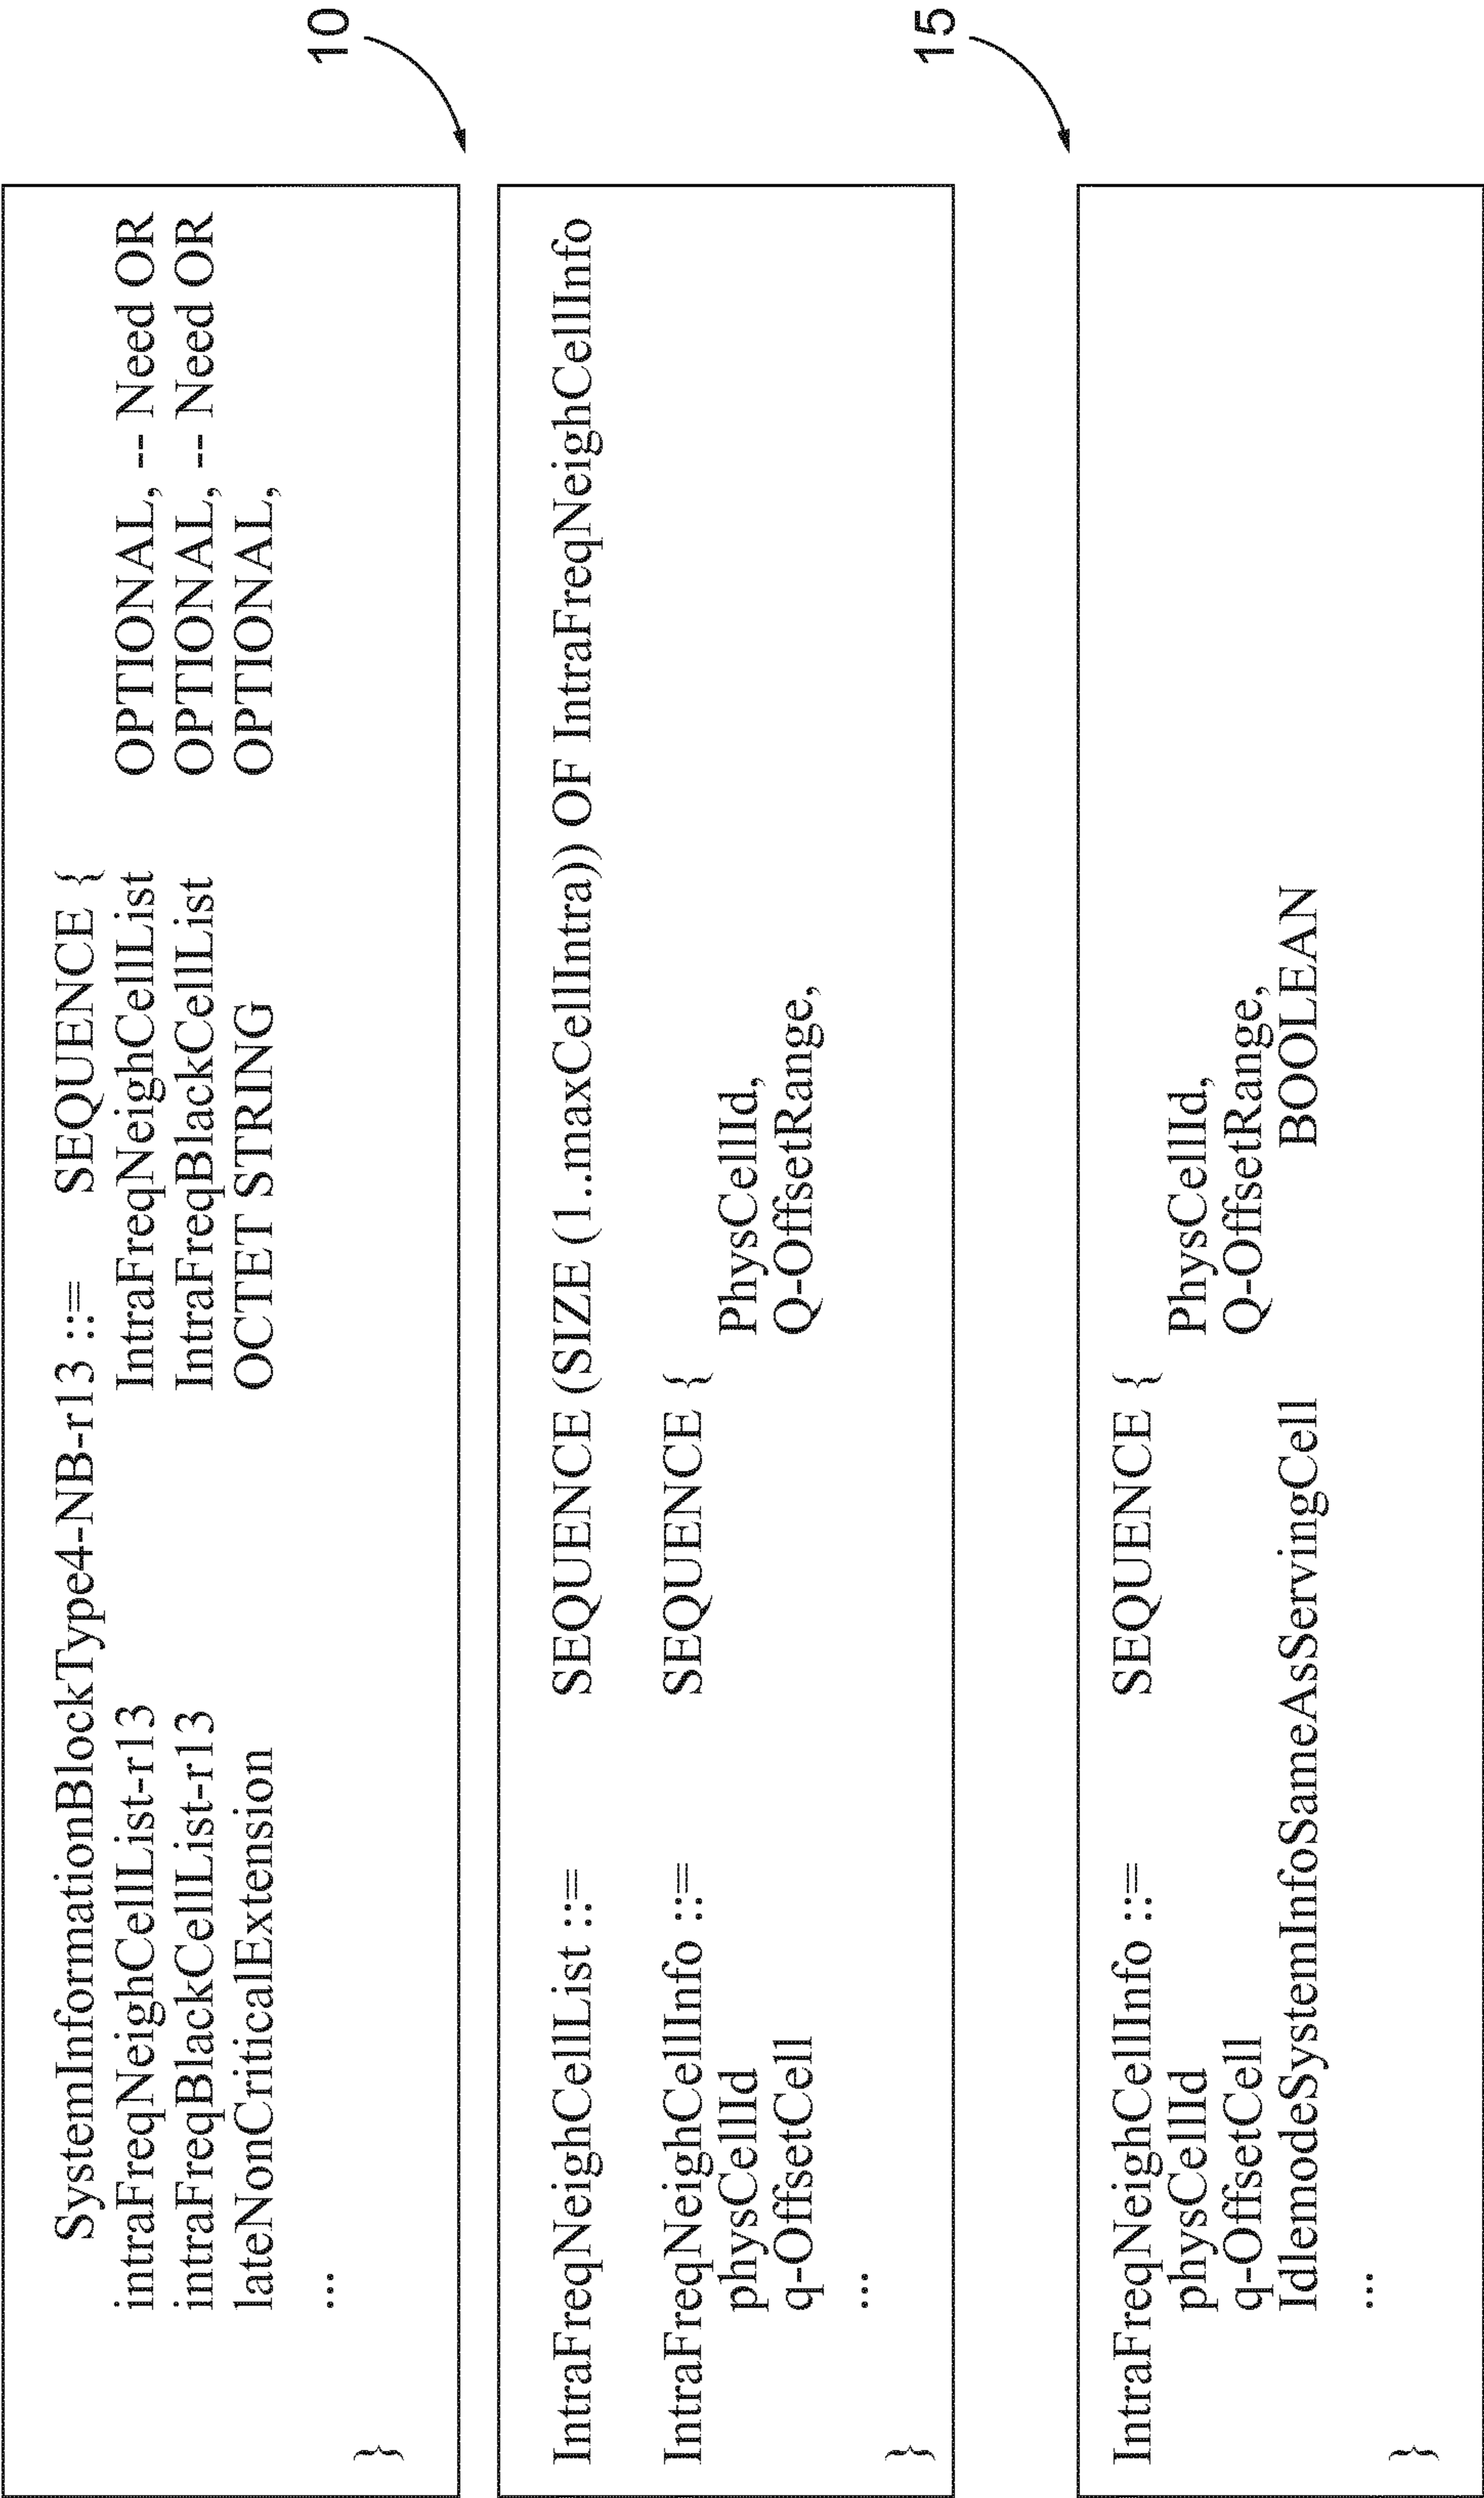 SystemInformationBlockType4-NB-r13 ::= SEQUENCE {
intraFreqNeighCellList-r13 IntraFreqNeighCellList OPTIONAL, -- Need OR
intraFreqBlackCellList-r13 IntraFreqBlackCellList OPTIONAL, -- Need OR
lateNonCriticalExtension OCTET STRING OPTIONAL,
...
}
10
IntraFreqNeighCellList ::= SEQUENCE (SIZE (1..maxCellIntra)) OF IntraFreqNeighCellInfo
IntraFreqNeighCellInfo ::= SEQUENCE {
physCellId PhysCellId,
q-OffsetCell Q-OffsetRange,
...
}
15
IntraFreqNeighCellInfo ::= SEQUENCE {
physCellId PhysCellId,
q-OffsetCell Q-OffsetRange,
IdlemodeSystemInfoSameAsServingCell BOOLEAN
...
}